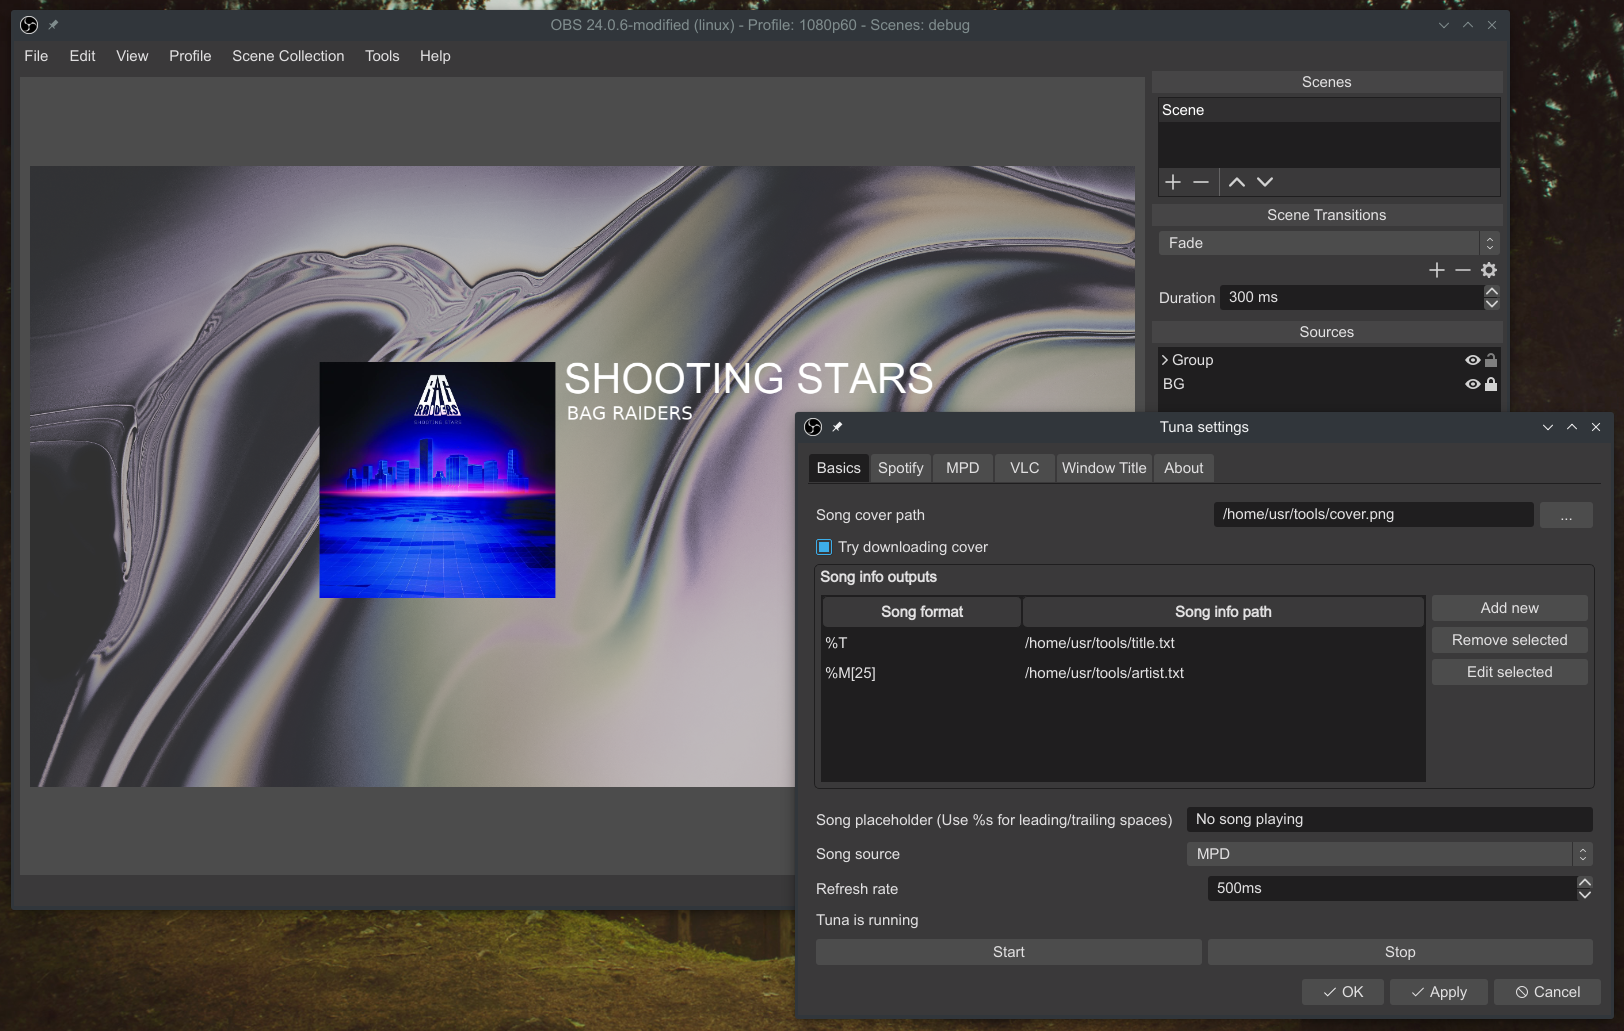 OBS 24.0.6-modified (linux) - Profile: 1080p60 - Scenes: debug
File Edit View Profile Scene Collection Tools Help
Scenes
Scene
Scene Transitions
Fade
Duration 300 ms
Sources
Group
BG
BAG
RAIDERS
SHOOTING STARS
SHOOTING STARS
BAG RAIDERS
Tuna settings
Basics Spotify MPD VLC Window Title About
Song cover path /home/usr/tools/cover.png ...
Try downloading cover
Song info outputs
Song format Song info path
%T /home/usr/tools/title.txt
%M[25] /home/usr/tools/artist.txt
Add new
Remove selected
Edit selected
Song placeholder (Use %s for leading/trailing spaces) No song playing
Song source MPD
Refresh rate 500ms
Tuna is running
Start Stop
OK Apply Cancel